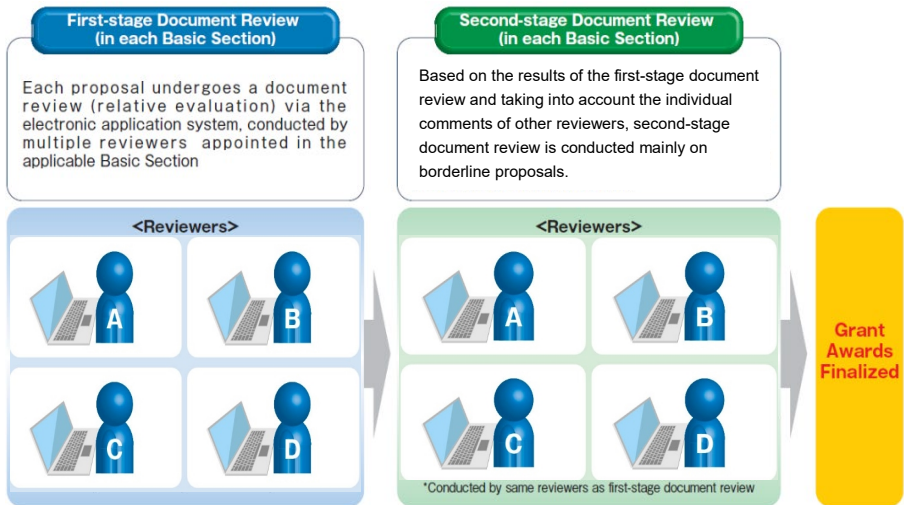 First-stage Document Review
(in each Basic Section)
Each proposal undergoes a document
review (relative evaluation) via the
electronic application system, conducted by
multiple reviewers appointed in the
applicable Basic Section
<Reviewers>
A
B
C
D
Second-stage Document Review
(in each Basic Section)
Based on the results of the first-stage document
review and taking into account the individual
comments of other reviewers, second-stage
document review is conducted mainly on
borderline proposals.
<Reviewers>
A
B
C
D
*Conducted by same reviewers as first-stage document review
Grant
Awards
Finalized